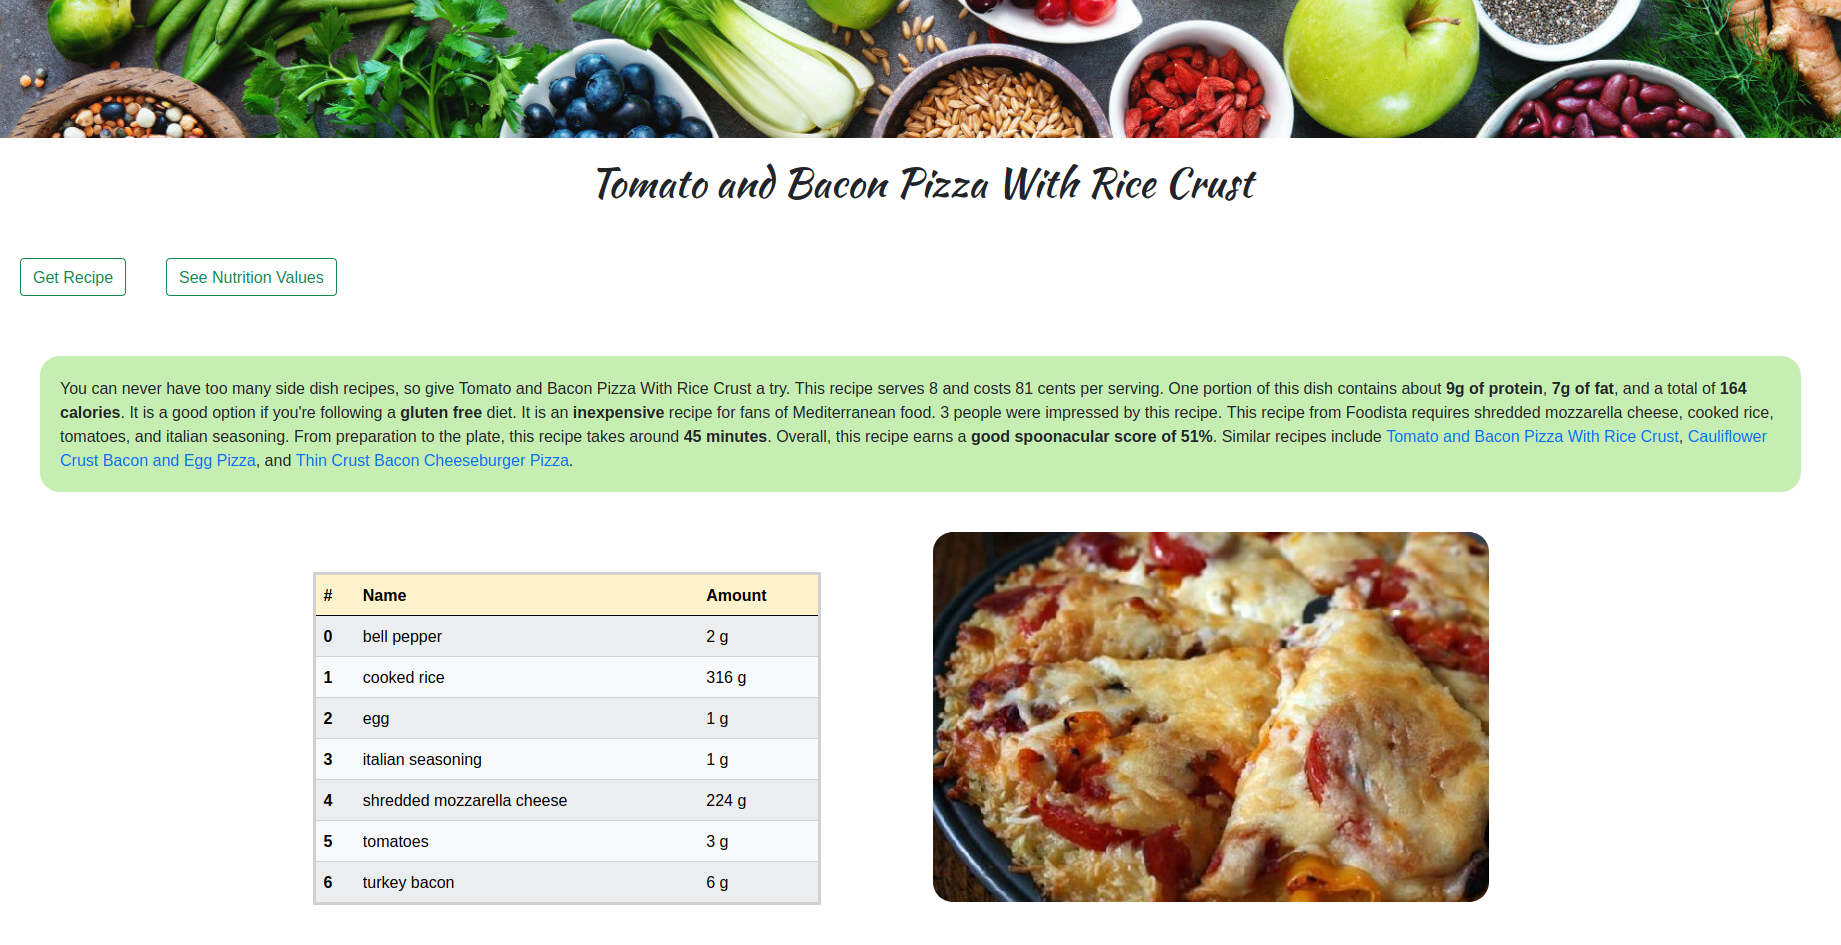 Tomato and Bacon Pizza With Rice Crust
Get Recipe See Nutrition Values
You can never have too many side dish recipes, so give Tomato and Bacon Pizza With Rice Crust a try. This recipe serves 8 and costs 81 cents per serving. One portion of this dish contains about 9g of protein, 7g of fat, and a total of 164
calories. It is a good option if you're following a gluten free diet. It is an inexpensive recipe for fans of Mediterranean food. 3 people were impressed by this recipe. This recipe from Foodista requires shredded mozzarella cheese, cooked rice,
tomatoes, and italian seasoning. From preparation to the plate, this recipe takes around 45 minutes. Overall, this recipe earns a good spoonacular score of 51%. Similar recipes include Tomato and Bacon Pizza With Rice Crust, Cauliflower
Crust Bacon and Egg Pizza, and Thin Crust Bacon Cheeseburger Pizza.
# Name Amount
0 bell pepper 2 g
1 cooked rice 316 g
2 egg 1 g
3 italian seasoning 1 g
4 shredded mozzarella cheese 224 g
5 tomatoes 3 g
6 turkey bacon 6 g